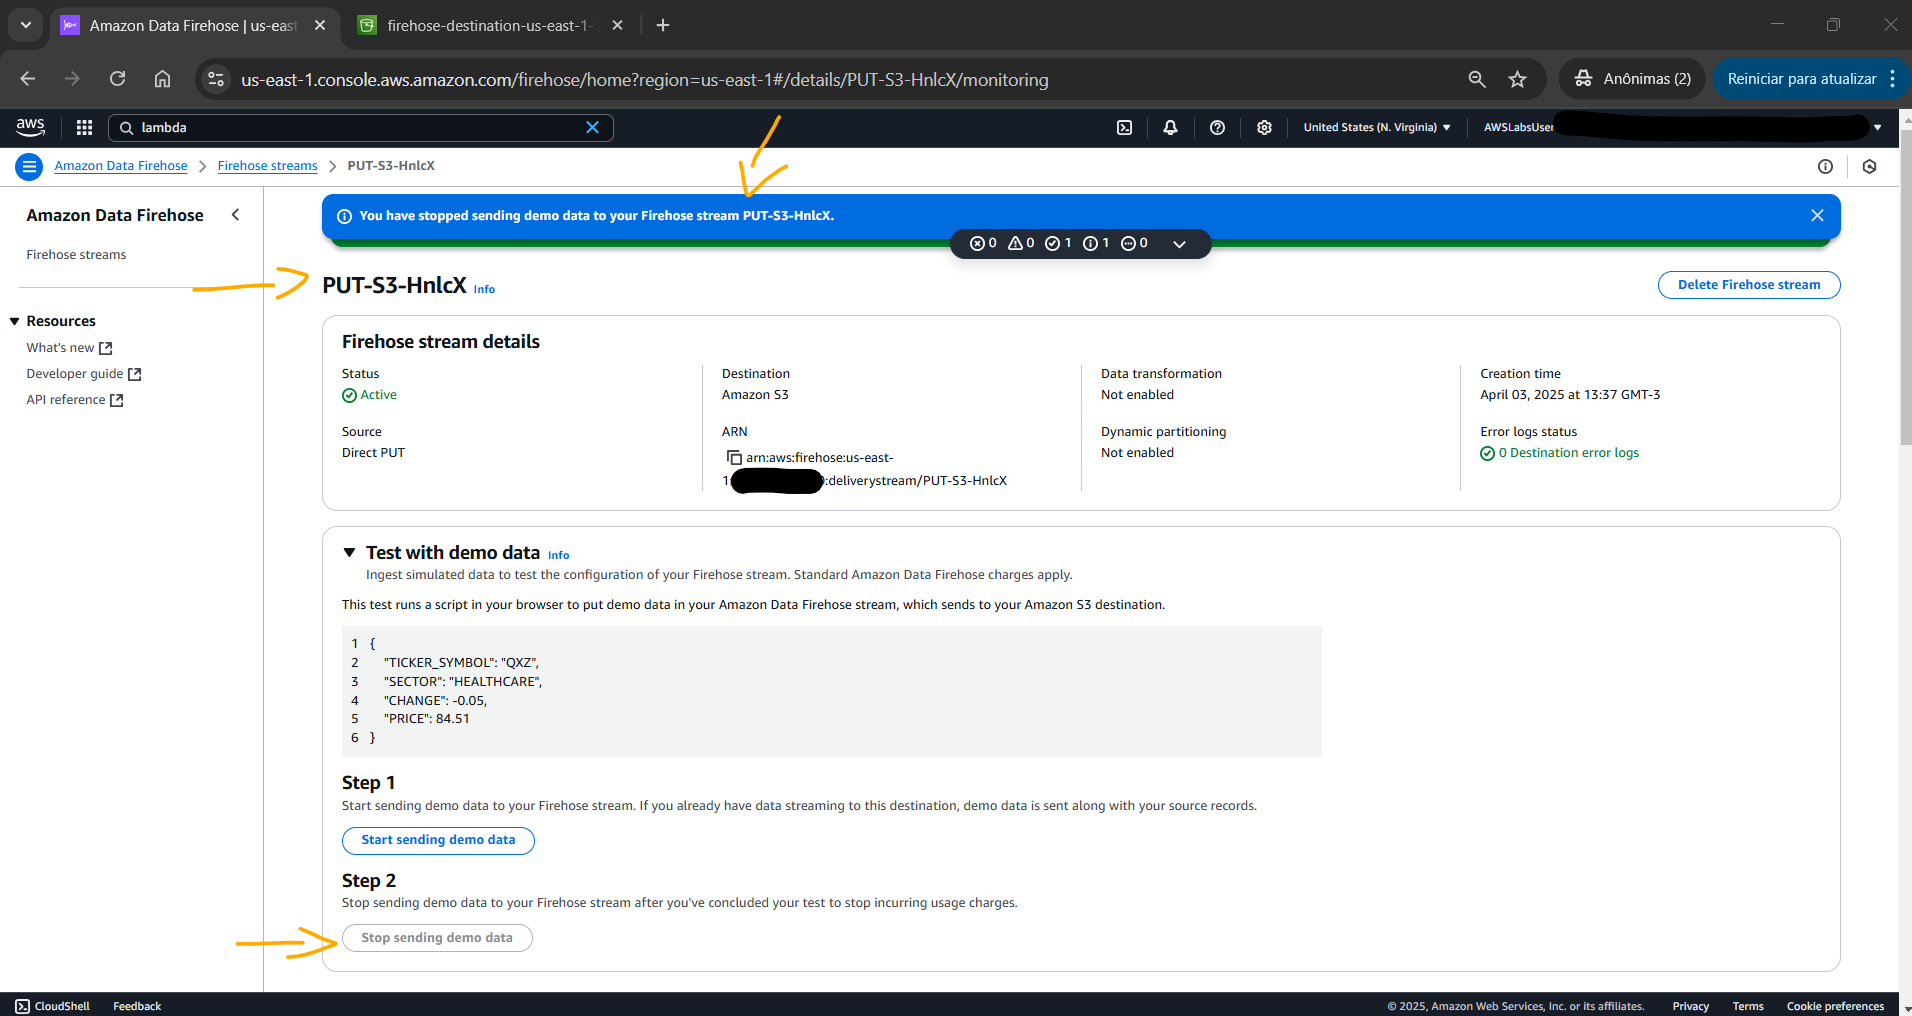 Amazon Data Firehose | us-east
firehose-destination-us-east-1-
us-east-1.console.aws.amazon.com/firehose/home?region=us-east-1#/details/PUT-S3-HnlcX/monitoring
Anônimas (2)
Reiniciar para atualizar
aws
lambda
United States (N. Virginia)
AWSLabsUser
Amazon Data Firehose
Firehose streams
PUT-S3-HnlcX
Amazon Data Firehose
Firehose streams
Resources
What's new
Developer guide
API reference
You have stopped sending demo data to your Firehose stream PUT-S3-HnlcX.
0 0 1 1 0
PUT-S3-HnlcX Info
Delete Firehose stream
Firehose stream details
Status
Active
Source
Direct PUT
Destination
Amazon S3
ARN
arn:aws:firehose:us-east-
1: :deliverystream/PUT-S3-HnlcX
Data transformation
Not enabled
Dynamic partitioning
Not enabled
Creation time
April 03, 2025 at 13:37 GMT-3
Error logs status
0 Destination error logs
Test with demo data Info
Ingest simulated data to test the configuration of your Firehose stream. Standard Amazon Data Firehose charges apply.
This test runs a script in your browser to put demo data in your Amazon Data Firehose stream, which sends to your Amazon S3 destination.
1 {
2 "TICKER_SYMBOL": "QXZ",
3 "SECTOR": "HEALTHCARE",
4 "CHANGE": -0.05,
5 "PRICE": 84.51
6 }
Step 1
Start sending demo data to your Firehose stream. If you already have data streaming to this destination, demo data is sent along with your source records.
Start sending demo data
Step 2
Stop sending demo data to your Firehose stream after you've concluded your test to stop incurring usage charges.
Stop sending demo data
CloudShell
Feedback
© 2025, Amazon Web Services, Inc. or its affiliates.
Privacy
Terms
Cookie preferences